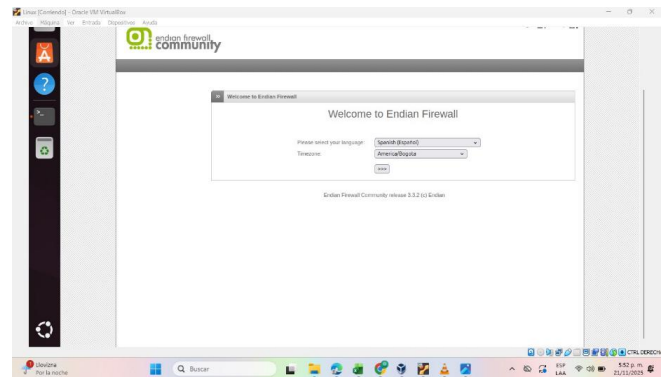 Linux [Corriendo] - Oracle VM VirtualBox
Archivo Máquina Ver Entrada Dispositivos Ayuda
endian firewall
community
Welcome to Endian Firewall
Welcome to Endian Firewall
Please select your language: Spanish (Español)
Timezone America/Bogota
>>>
Endian Firewall Community release 3.3.2 (c) Endian
CTRL DERECHA
Llovizna
Por la noche
Buscar
ESP
LAA
5:52 p. m.
21/11/2025